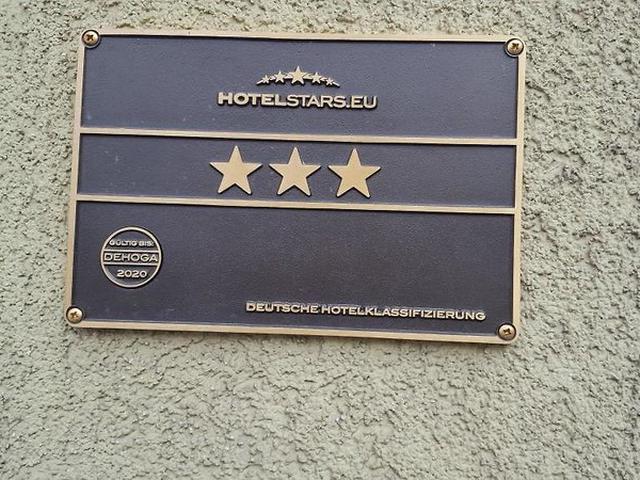 HOTELSTARS.EU
GÜLTIG BIS:
DEHOGA
2020
DEUTSCHE HOTELKLASSIFIZIERUNG